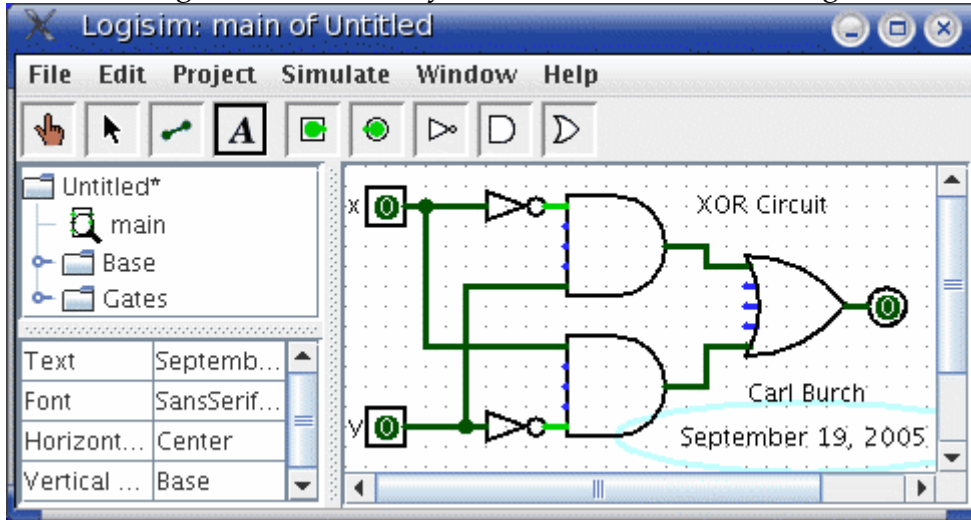 Logisim: main of Untitled
File Edit Project Simulate Window Help
A
Untitled*
main
Base
Gates
Text Septemb...
Font SansSerif...
Horizont... Center
Vertical ... Base
x 0
XOR Circuit
0
y 0
Carl Burch
September 19, 2005